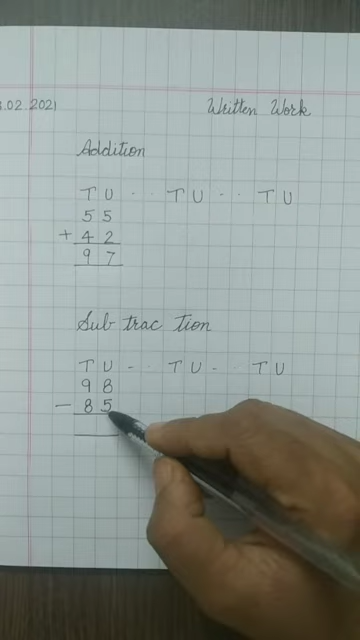 .02.2021 Written Work
Addition
T U - - T U - - T U
5 5
+ 4 2
9 7
Sub trac tion
T U - - T U - - T U
9 8
- 8 5